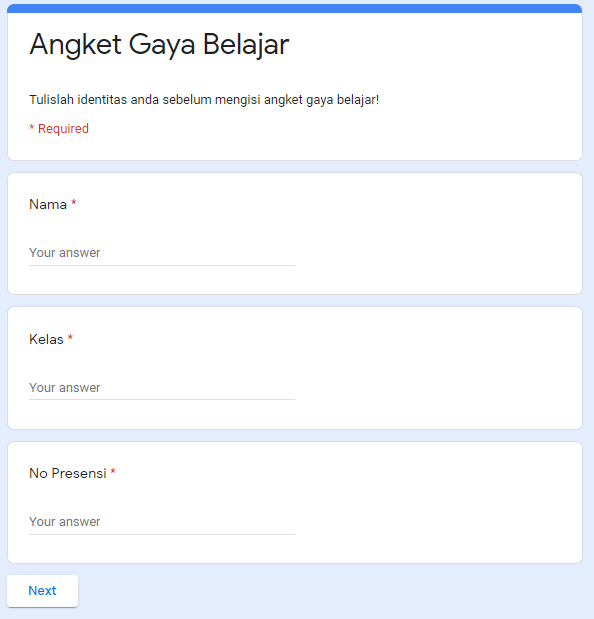 Angket Gaya Belajar
Tulislah identitas anda sebelum mengisi angket gaya belajar!
* Required
Nama *
Your answer
Kelas *
Your answer
No Presensi *
Your answer
Next